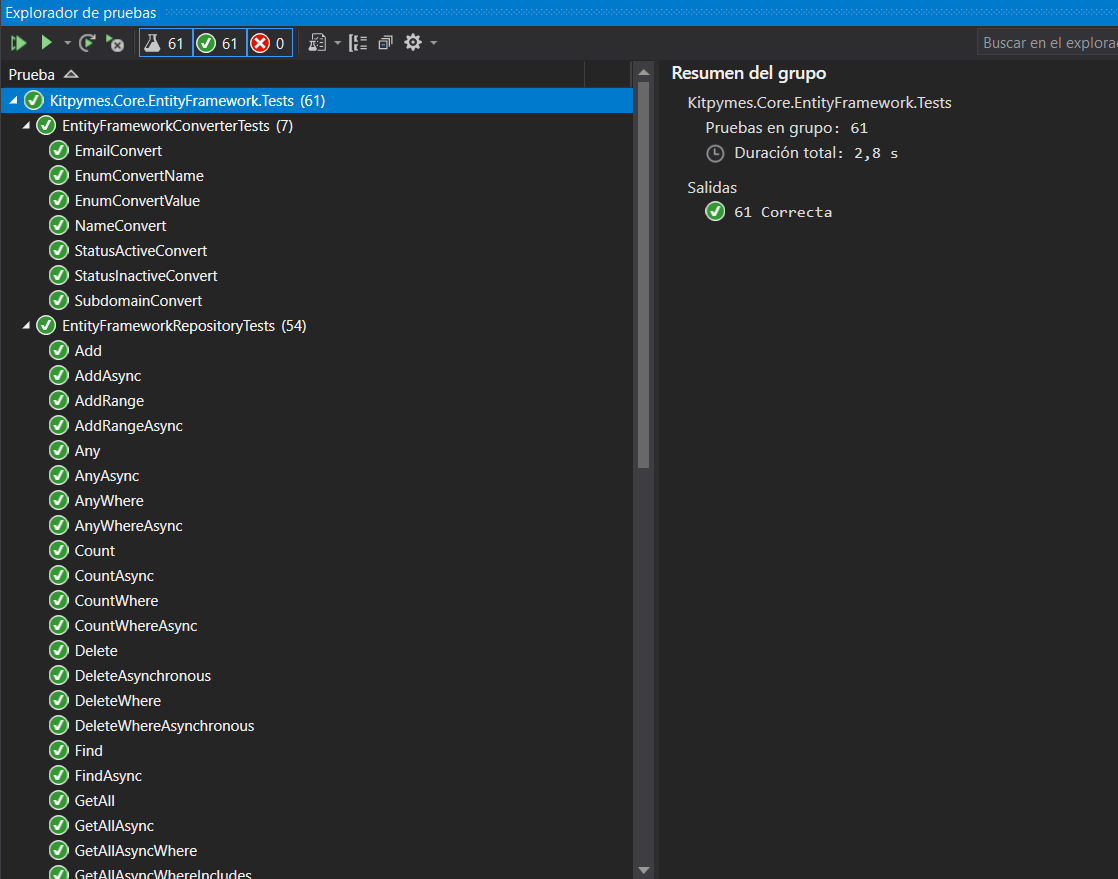 Explorador de pruebas
61 61 0 Buscar en el explora
Prueba
Kitpymes.Core.EntityFramework.Tests (61)
EntityFrameworkConverterTests (7)
EmailConvert
EnumConvertName
EnumConvertValue
NameConvert
StatusActiveConvert
StatusInactiveConvert
SubdomainConvert
EntityFrameworkRepositoryTests (54)
Add
AddAsync
AddRange
AddRangeAsync
Any
AnyAsync
AnyWhere
AnyWhereAsync
Count
CountAsync
CountWhere
CountWhereAsync
Delete
DeleteAsynchronous
DeleteWhere
DeleteWhereAsynchronous
Find
FindAsync
GetAll
GetAllAsync
GetAllAsyncWhere
GetAllAsyncWhereIncludes
Resumen del grupo
Kitpymes.Core.EntityFramework.Tests
Pruebas en grupo: 61
Duración total: 2,8 s
Salidas
61 Correcta